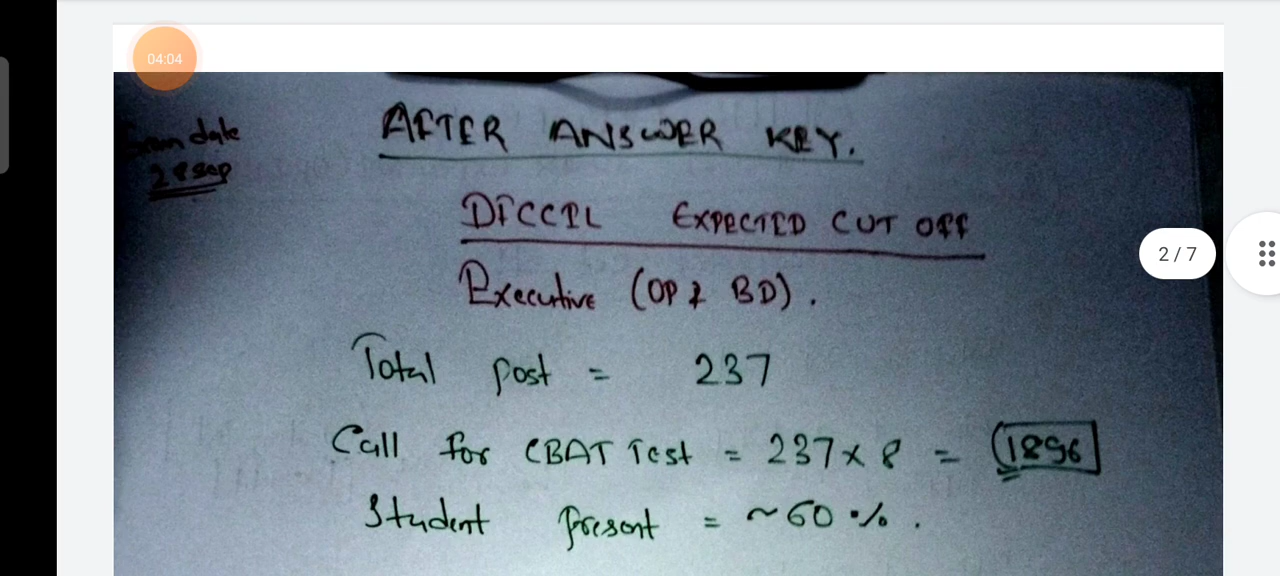 04:04
Exam date
28 sep
AFTER ANSWER KEY.
DFCCIL EXPECTED CUT OFF
Executive (OP & BD).
2 / 7
Total post = 237
Call for CBAT Test = 237 x 8 = 1896
Student present = ~60 %.